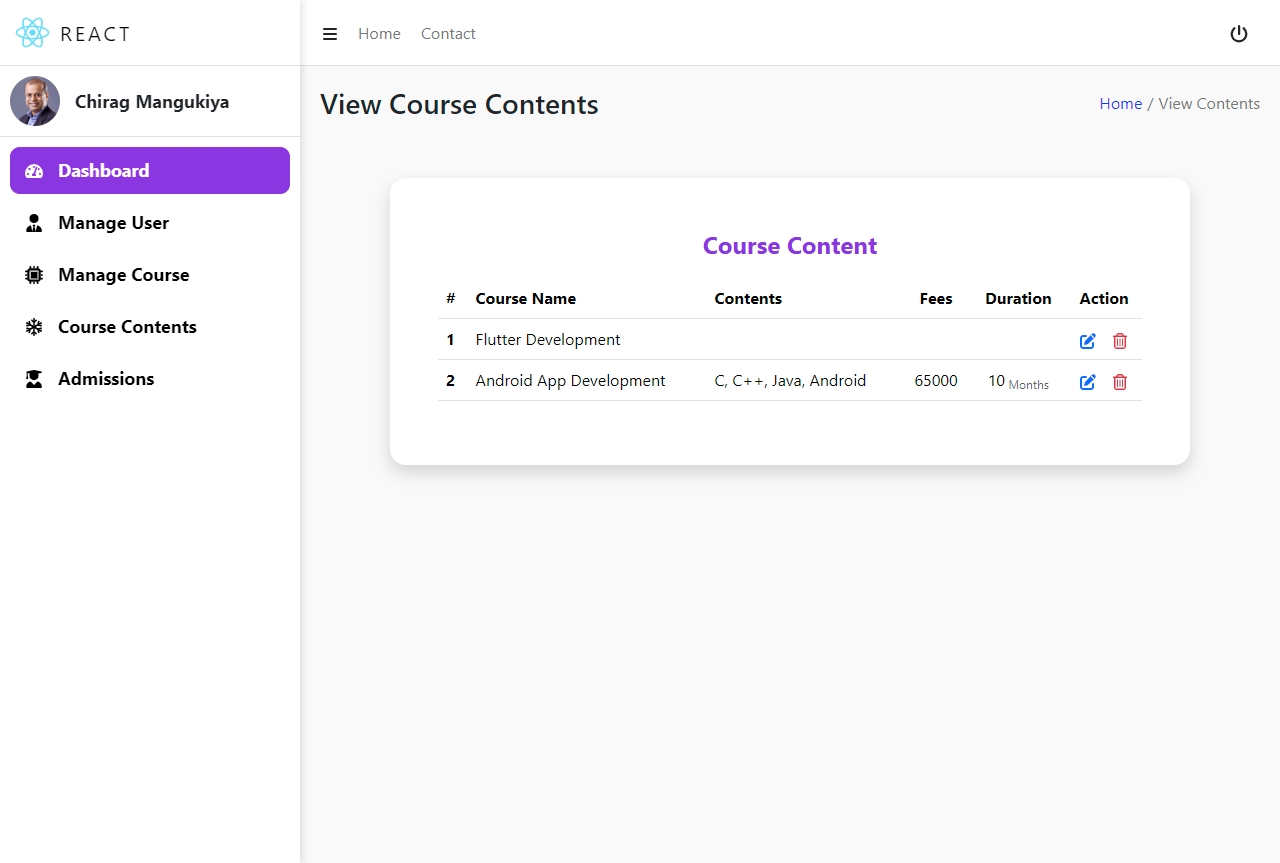 REACT
Home Contact
Chirag Mangukiya
View Course Contents
Home / View Contents
Dashboard
Manage User
Manage Course
Course Contents
Admissions
Course Content
# Course Name Contents Fees Duration Action
1 Flutter Development
2 Android App Development C, C++, Java, Android 65000 10 Months